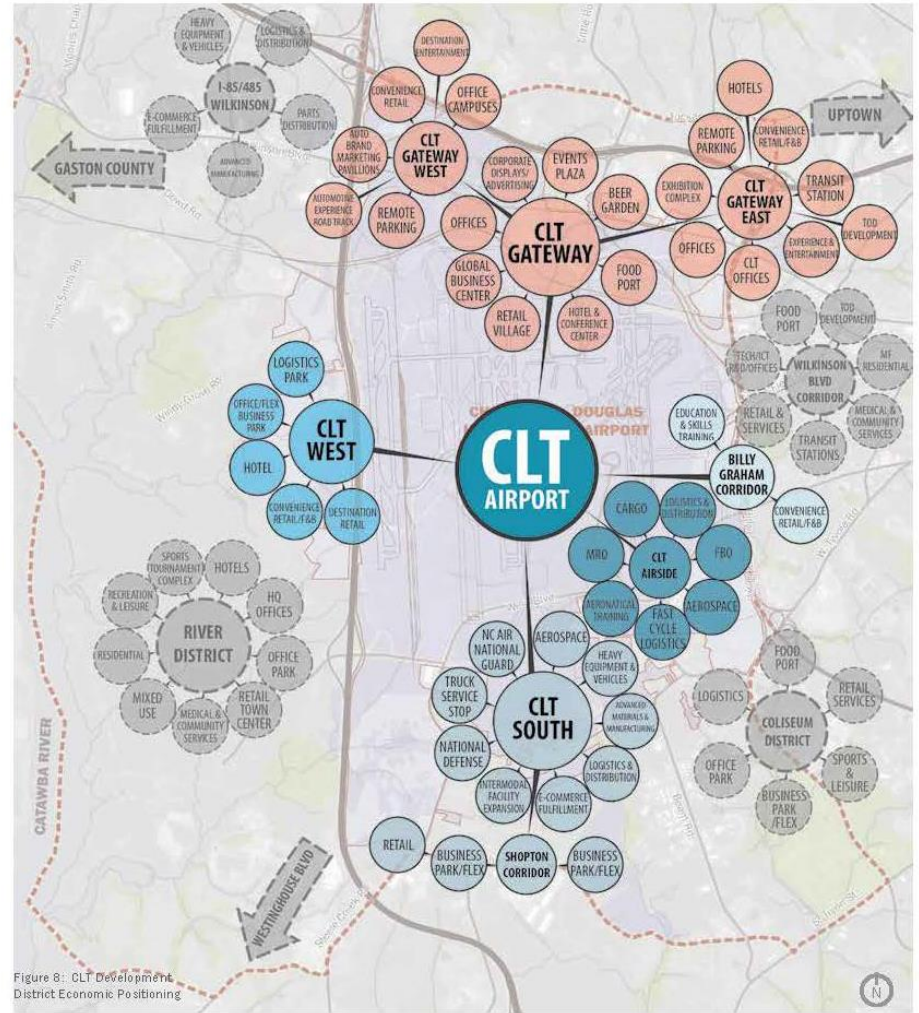 HEAVY
EQUIPMENT
& VEHICLES
LOGISTICS &
DISTRIBUTION
I-85/485
WILKINSON
E-COMMERCE
FULFILLMENT
PARTS
DISTRIBUTION
ADVANCED
MANUFACTURING
GASTON COUNTY
DESTINATION
ENTERTAINMENT
CONVENIENCE
RETAIL
OFFICE
CAMPUSES
AUTO
BRAND
MARKETING
PAVILLIONS
CLT
GATEWAY
WEST
AUTOMOTIVE
EXPERIENCE
ROAD TRACK
REMOTE
PARKING
CORPORATE
DISPLAYS/
ADVERTISING
EVENTS
PLAZA
BEER
GARDEN
OFFICES
CLT
GATEWAY
GLOBAL
BUSINESS
CENTER
FOOD
PORT
RETAIL
VILLAGE
HOTEL &
CONFERENCE
CENTER
HOTELS
UPTOWN
REMOTE
PARKING
CONVENIENCE
RETAIL/F&B
EXHIBITION
COMPLEX
CLT
GATEWAY
EAST
TRANSIT
STATION
TOD
DEVELOPMENT
OFFICES
CLT
OFFICES
EXPERIENCE &
ENTERTAINMENT
FOOD
PORT
TOD
DEVELOPMENT
TECH/ICT
R&D/OFFICES
WILKINSON
BLVD
CORRIDOR
MF
RESIDENTIAL
RETAIL &
SERVICES
MEDICAL &
COMMUNITY
SERVICES
TRANSIT
STATIONS
LOGISTICS
PARK
OFFICE/FLEX
BUSINESS
PARK
CLT
WEST
HOTEL
CONVENIENCE
RETAIL/F&B
DESTINATION
RETAIL
DOUGLAS
AIRPORT
CLT
AIRPORT
EDUCATION
& SKILLS
TRAINING
BILLY
GRAHAM
CORRIDOR
CONVENIENCE
RETAIL/F&B
CARGO
LOGISTICS &
DISTRIBUTION
MRO
CLT
AIRSIDE
FBO
AERONATICAL
TRAINING
FAST
CYCLE
LOGISTICS
AEROSPACE
SPORTS
TOURNAMENT
COMPLEX
HOTELS
RECREATION
& LEISURE
HQ
OFFICES
RIVER
DISTRICT
RESIDENTIAL
OFFICE
PARK
MIXED
USE
MEDICAL &
COMMUNITY
SERVICES
RETAIL
TOWN
CENTER
NC AIR
NATIONAL
GUARD
AEROSPACE
HEAVY
EQUIPMENT &
VEHICLES
TRUCK
SERVICE
STOP
CLT
SOUTH
ADVANCED
MATERIALS &
MANUFACTURING
NATIONAL
DEFENSE
LOGISTICS &
DISTRIBUTION
INTERMODAL
FACILITY
EXPANSION
E-COMMERCE
FULFILLMENT
FOOD
PORT
LOGISTICS
RETAIL
SERVICES
COLISEUM
DISTRICT
OFFICE
PARK
SPORTS
&
LEISURE
BUSINESS
PARK
/FLEX
RETAIL
BUSINESS
PARK/FLEX
SHOPTON
CORRIDOR
BUSINESS
PARK/FLEX
CATAWBA RIVER
WESTINGHOUSE BLVD
Figure 8: CLT Development
District Economic Positioning
N